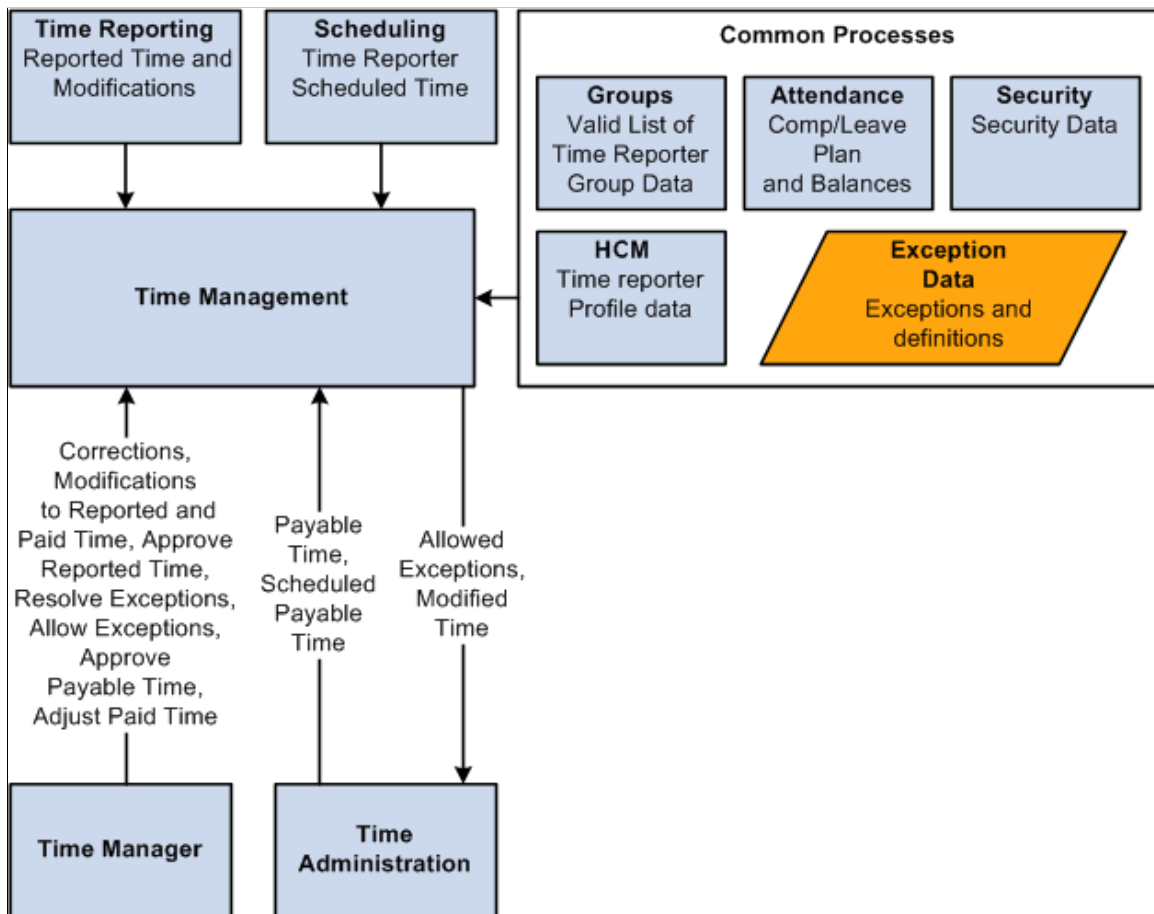 Time Reporting
Reported Time and
Modifications
Scheduling
Time Reporter
Scheduled Time
Common Processes
Groups
Valid List of
Time Reporter
Group Data
Attendance
Comp/Leave
Plan
and Balances
Security
Security Data
Time Management
HCM
Time reporter
Profile data
Exception
Data
Exceptions and
definitions
Corrections,
Modifications
to Reported and
Paid Time, Approve
Reported Time,
Resolve Exceptions,
Allow Exceptions,
Approve
Payable Time,
Adjust Paid Time
Payable
Time,
Scheduled
Payable
Time
Allowed
Exceptions,
Modified
Time
Time Manager
Time
Administration